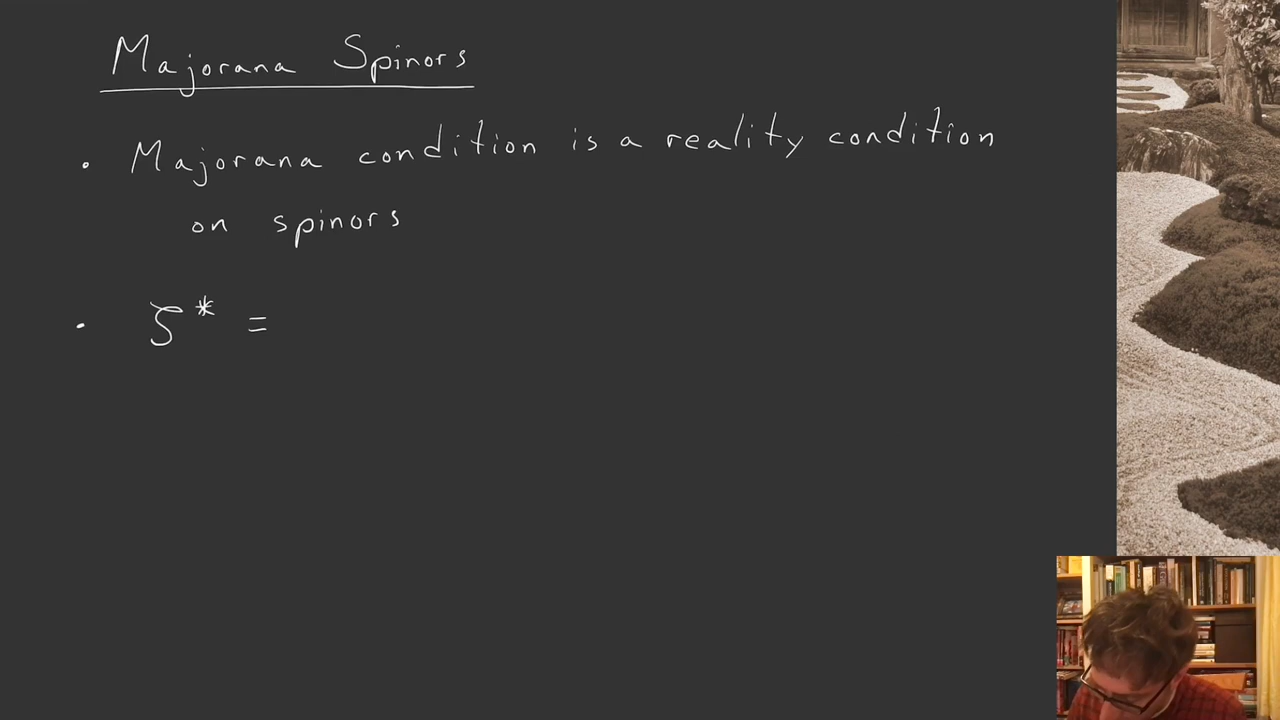 Majorana Spinors
· Majorana condition is a reality condition
on spinors
· ζ* =